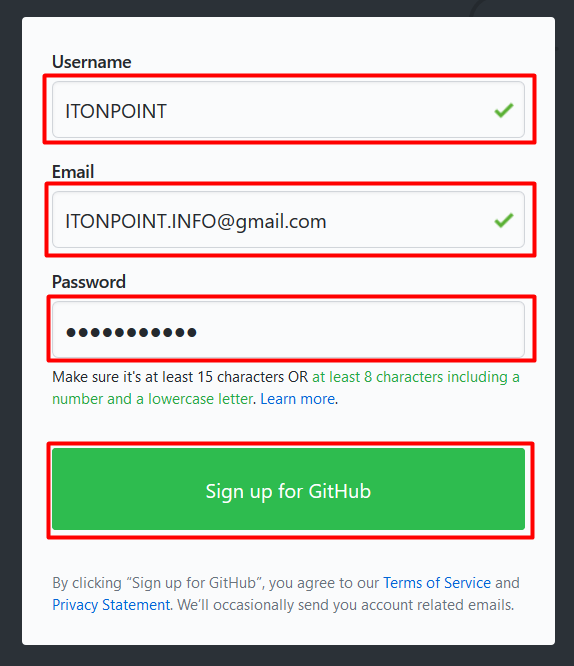 Username
ITONPOINT
Email
ITONPOINT.INFO@gmail.com
Password
●●●●●●●●●●●
Make sure it's at least 15 characters OR at least 8 characters including a
number and a lowercase letter. Learn more.
Sign up for GitHub
By clicking “Sign up for GitHub”, you agree to our Terms of Service and
Privacy Statement. We’ll occasionally send you account related emails.